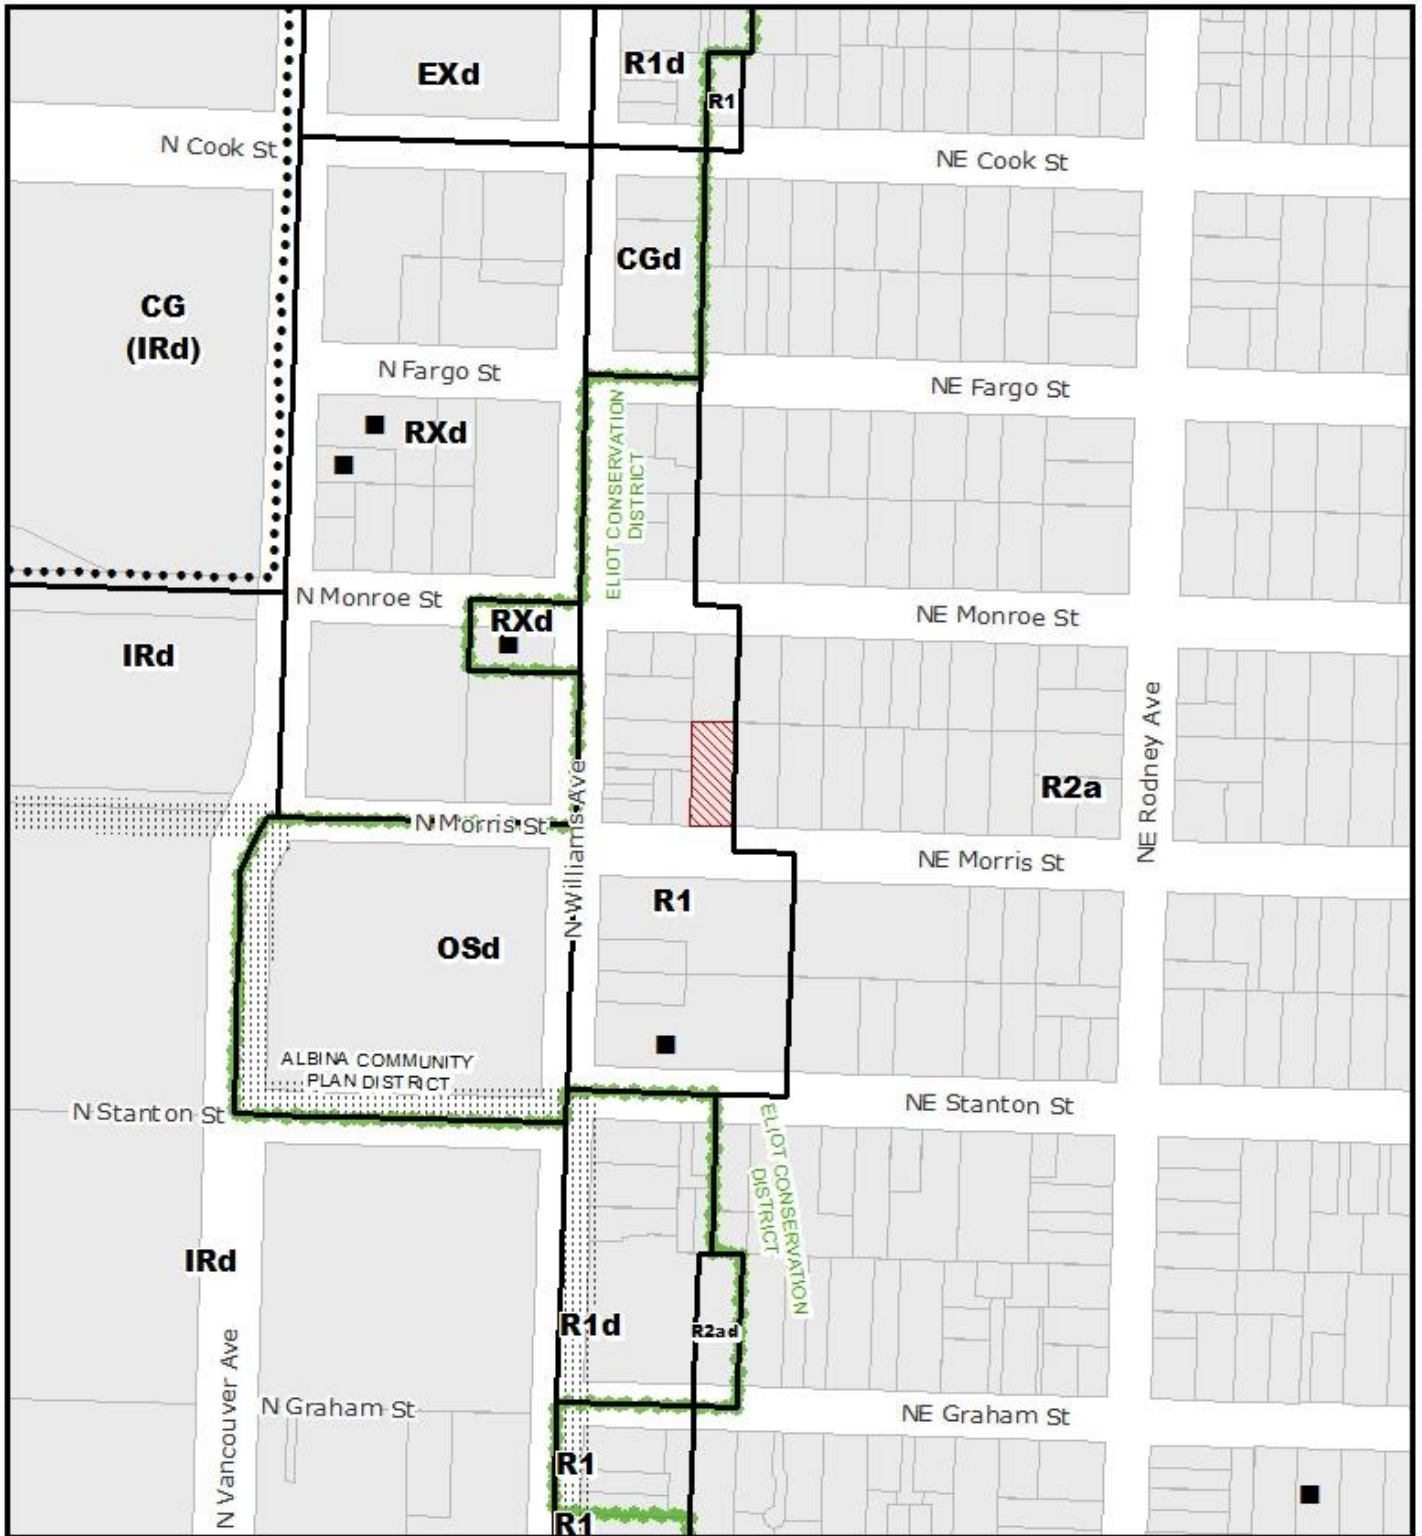 EXd
R1d
R1
N Cook St
NE Cook St
CGd
CG
(IRd)
N Fargo St
NE Fargo St
RXd
ELIOT CONSERVATION
DISTRICT
N Monroe St
NE Monroe St
RXd
IRd
NE Rodney Ave
R2a
N Williams Ave
N Morris St
NE Morris St
R1
OSd
ALBINA COMMUNITY
PLAN DISTRICT
N Stanton St
NE Stanton St
ELIOT CONSERVATION
DISTRICT
IRd
R1d
R2ad
N Vancouver Ave
N Graham St
NE Graham St
R1
R1